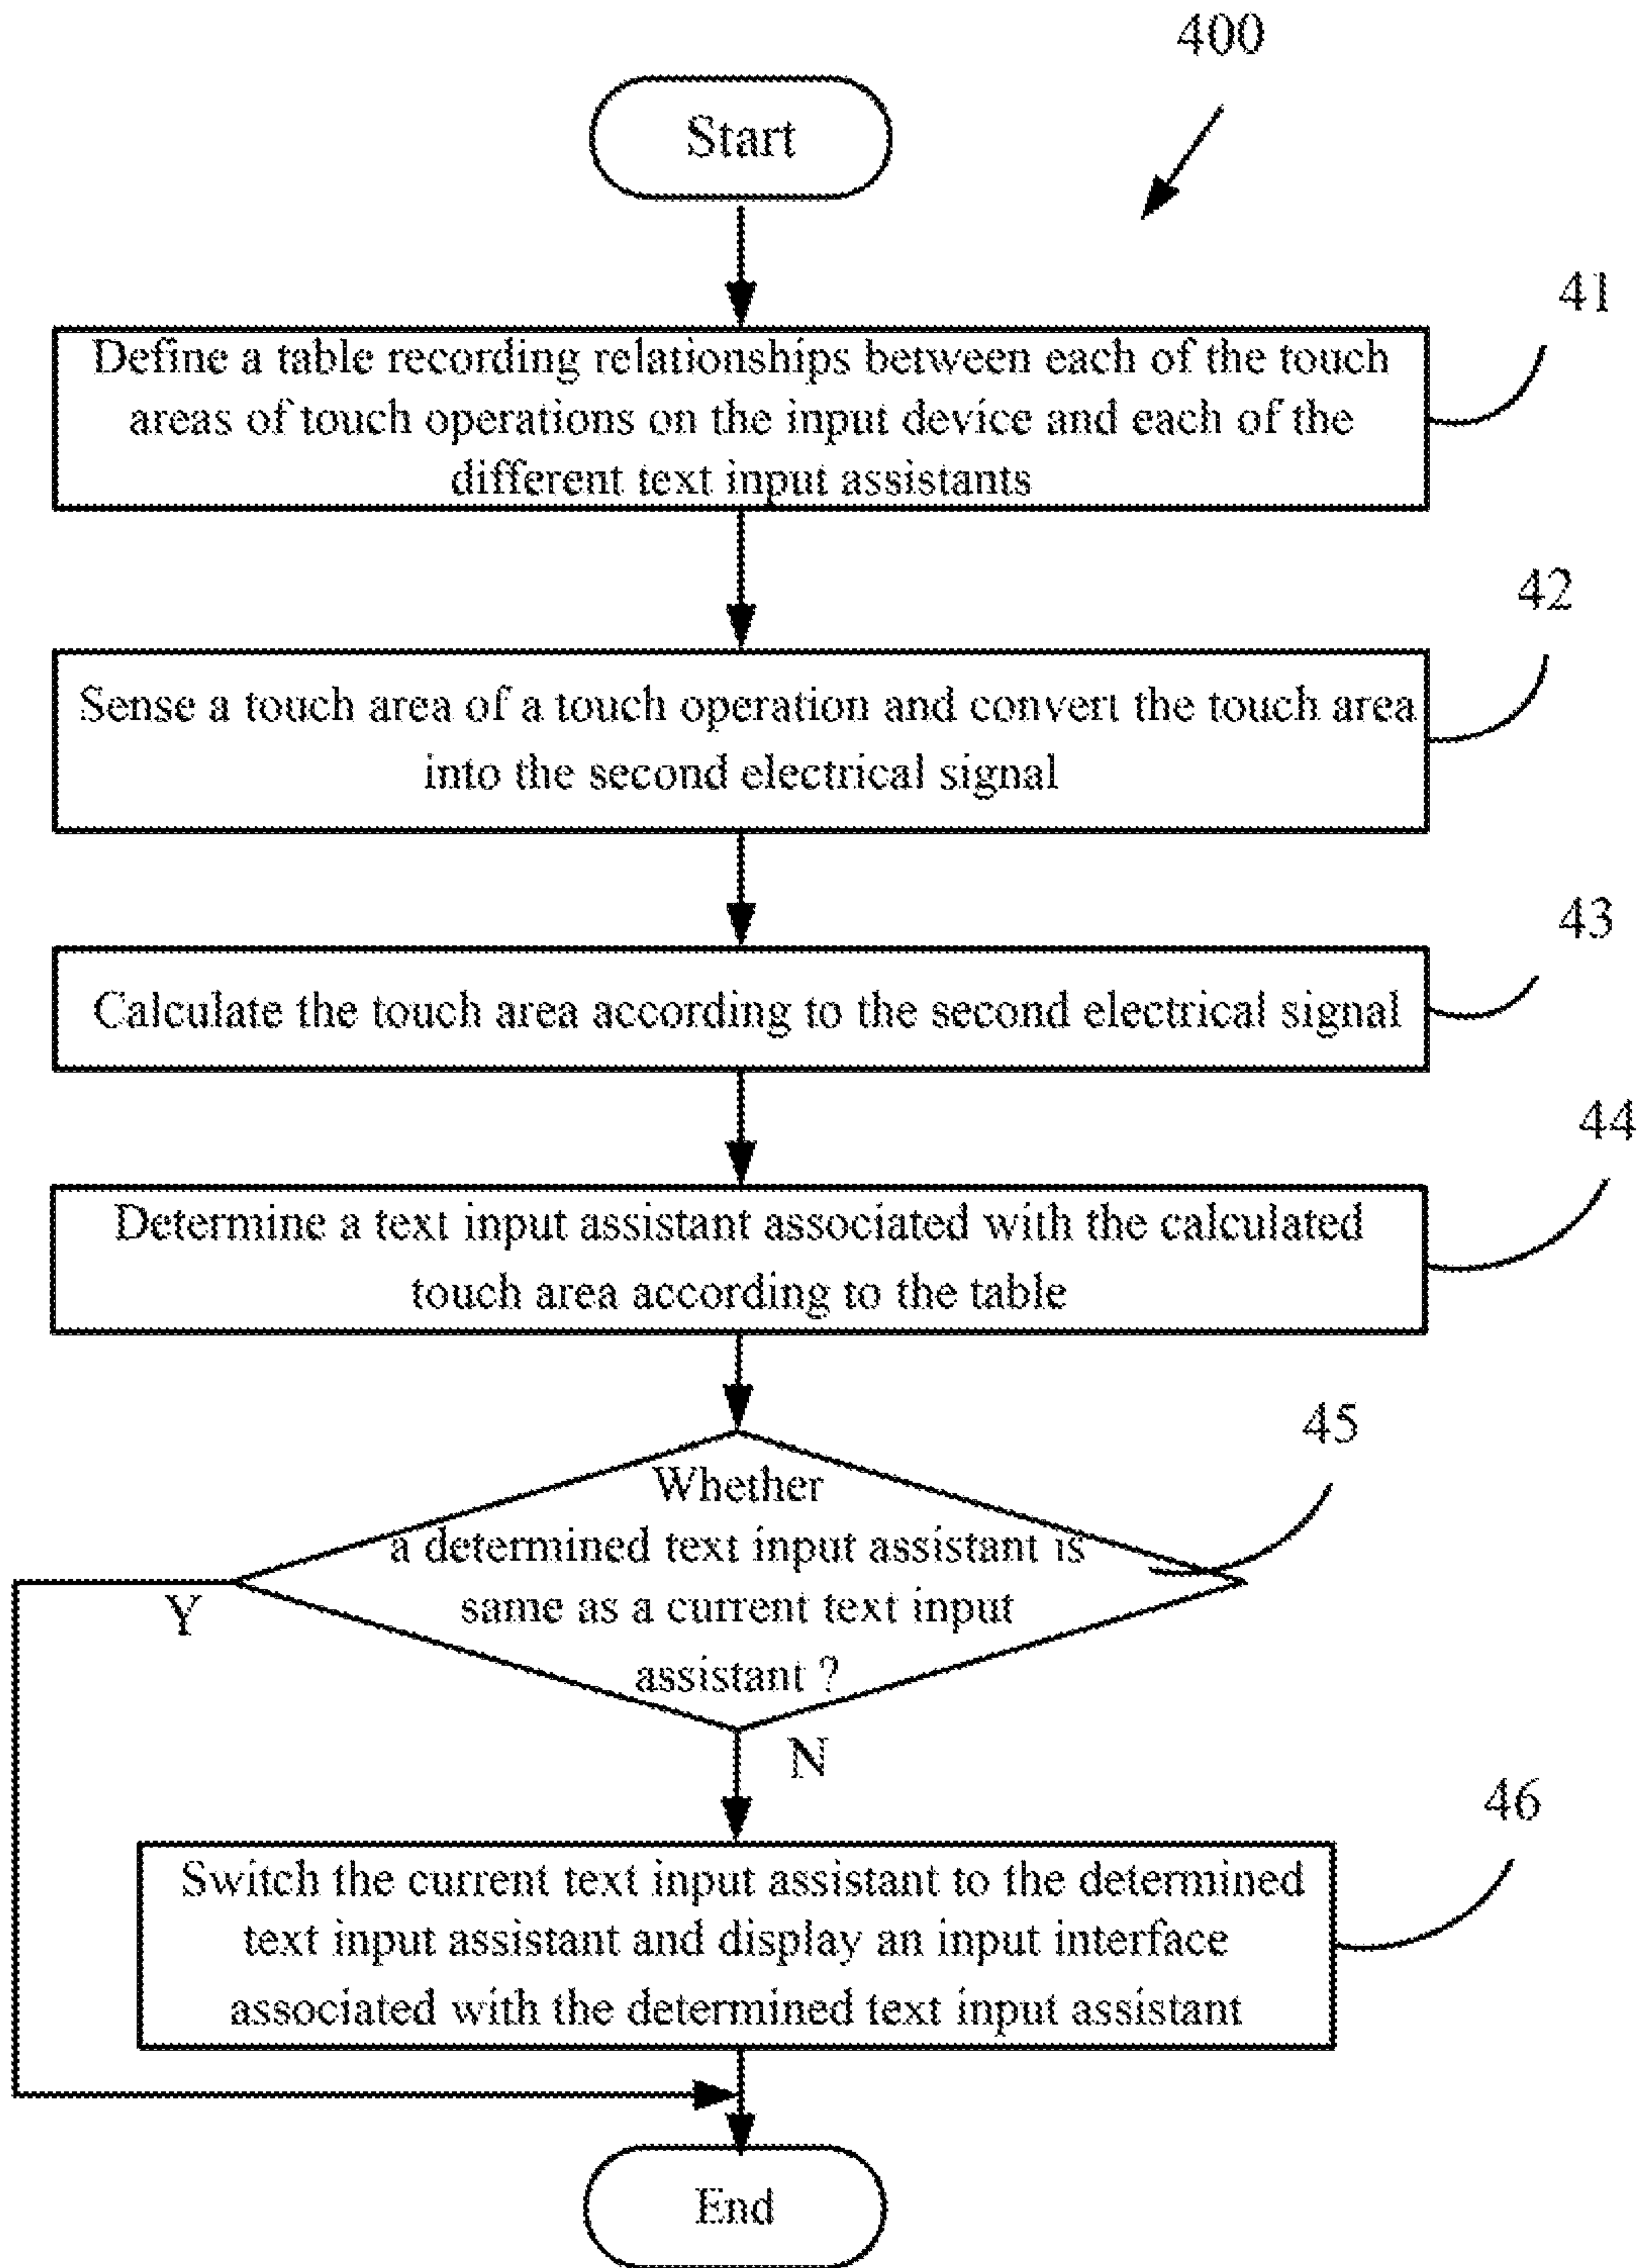 400
Start
41
Define a table recording relationships between each of the touch
areas of touch operations on the input device and each of the
different text input assistants
42
Sense a touch area of a touch operation and convert the touch area
into the second electrical signal
43
Calculate the touch area according to the second electrical signal
44
Determine a text input assistant associated with the calculated
touch area according to the table
45
Whether
a determined text input assistant is
same as a current text input
assistant ?
Y
N
46
Switch the current text input assistant to the determined
text input assistant and display an input interface
associated with the determined text input assistant
End